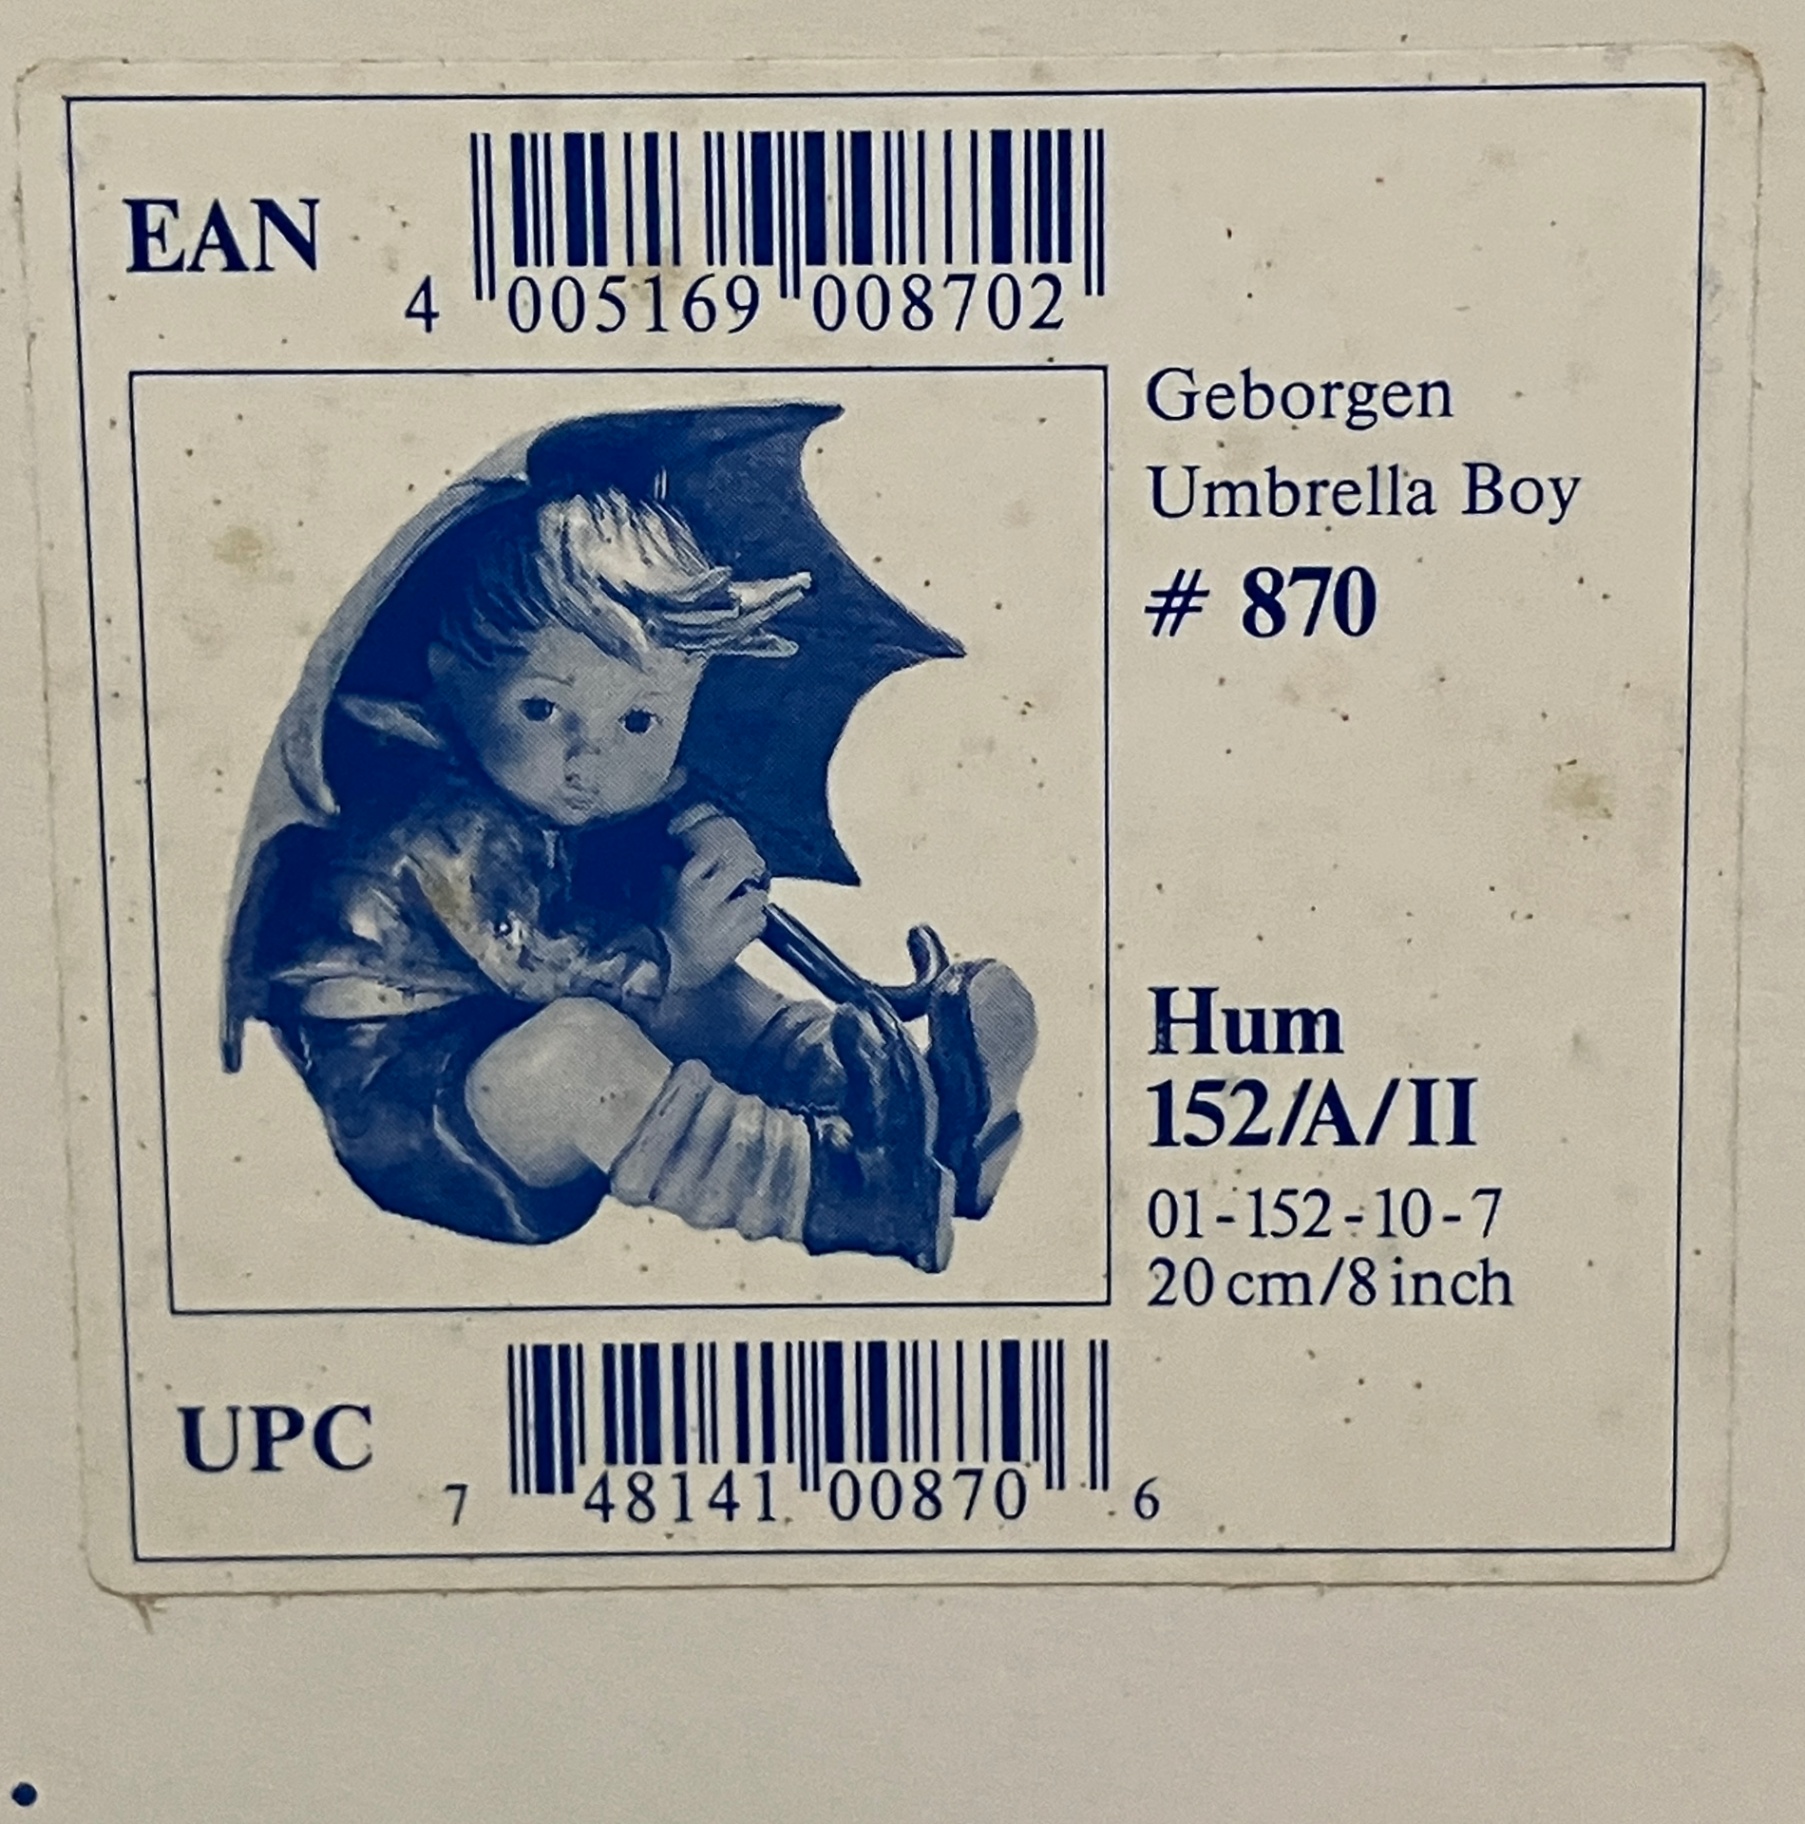 EAN
4 005169 008702
Geborgen
Umbrella Boy
# 870
Hum
152/A/II
01-152-10-7
20 cm/8 inch
UPC
7 48141 00870 6